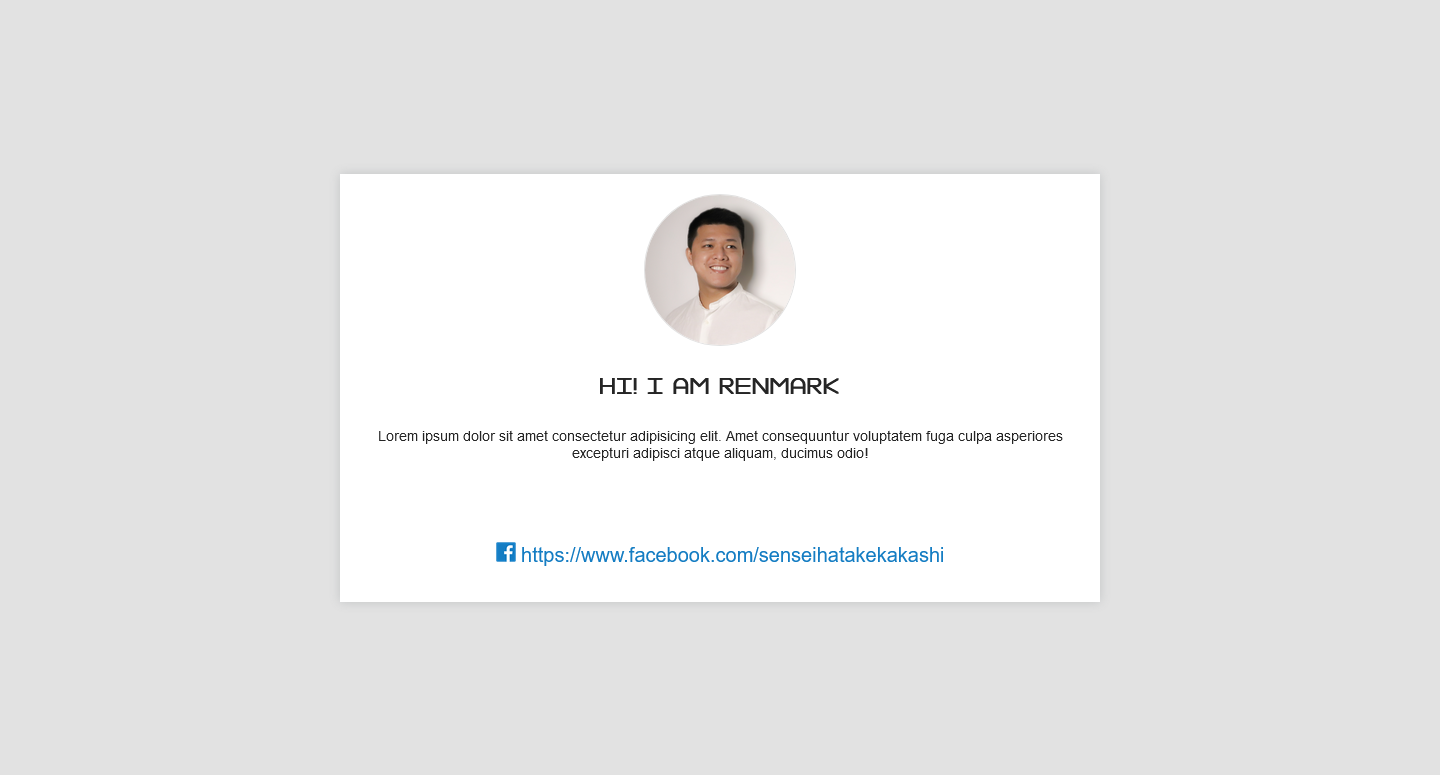 HI! I AM RENMARK
Lorem ipsum dolor sit amet consectetur adipisicing elit. Amet consequuntur voluptatem fuga culpa asperiores
excepturi adipisci atque aliquam, ducimus odio!
https://www.facebook.com/senseihatakekakashi